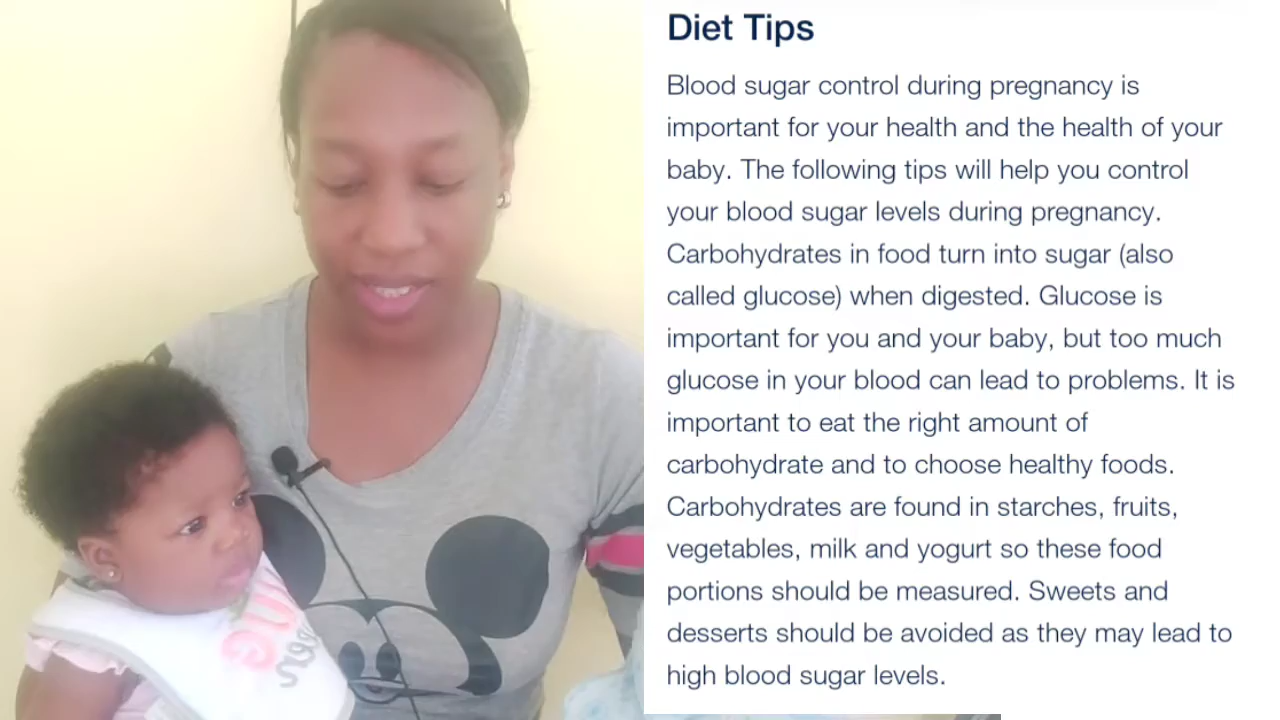 Diet Tips
Blood sugar control during pregnancy is
important for your health and the health of your
baby. The following tips will help you control
your blood sugar levels during pregnancy.
Carbohydrates in food turn into sugar (also
called glucose) when digested. Glucose is
important for you and your baby, but too much
glucose in your blood can lead to problems. It is
important to eat the right amount of
carbohydrate and to choose healthy foods.
Carbohydrates are found in starches, fruits,
vegetables, milk and yogurt so these food
portions should be measured. Sweets and
desserts should be avoided as they may lead to
high blood sugar levels.